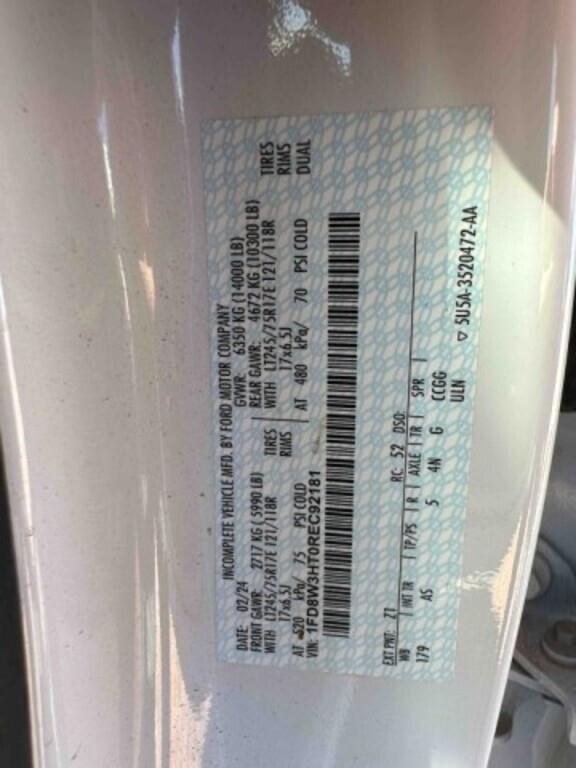 INCOMPLETE VEHICLE MFD. BY FORD MOTOR COMPANY
DATE: 02/24 GVWR: 6350 KG (14000 LB)
FRONT GAWR: 2717 KG ( 5990 LB) REAR GAWR: 4672 KG (10300 LB)
WITH LT245/75R17E 121/118R TIRES WITH LT245/75R17E 121/118R TIRES
17x6.5J RIMS 17x6.5J RIMS
AT 520 kPa/ 75 PSI COLD AT 480 kPa/ 70 PSI COLD DUAL
VIN: 1FD8W3HT0REC92181
EXT PNT: Z1 RC: 52 DSO:
WB INT TR TP/PS R AXLE TR SPR
179 AS 5 4N G CCGG
ULN
▽ 5U5A-3520472-AA